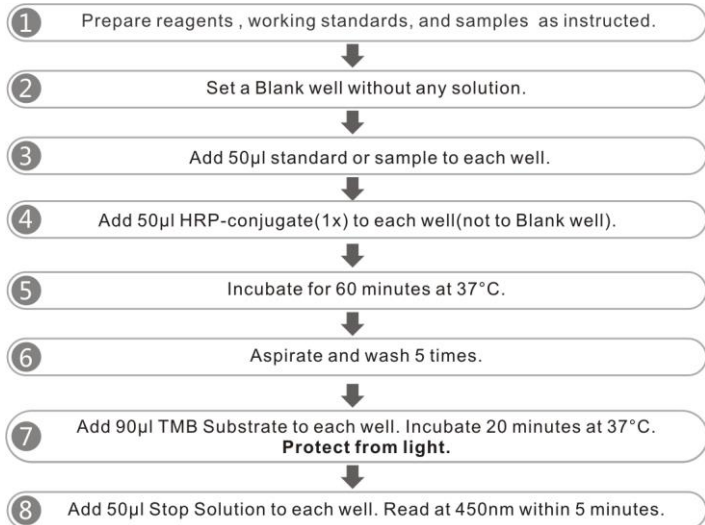 1 Prepare reagents , working standards, and samples as instructed.
2 Set a Blank well without any solution.
3 Add 50μl standard or sample to each well.
4 Add 50μl HRP-conjugate(1x) to each well(not to Blank well).
5 Incubate for 60 minutes at 37°C.
6 Aspirate and wash 5 times.
7 Add 90μl TMB Substrate to each well. Incubate 20 minutes at 37°C.
Protect from light.
8 Add 50μl Stop Solution to each well. Read at 450nm within 5 minutes.